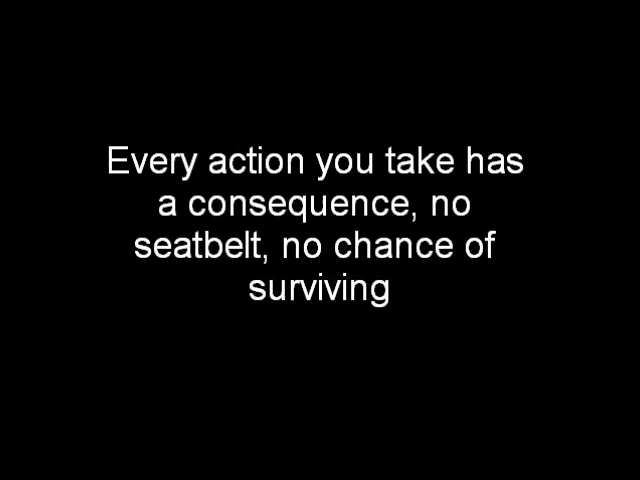 Every action you take has
a consequence, no
seatbelt, no chance of
surviving